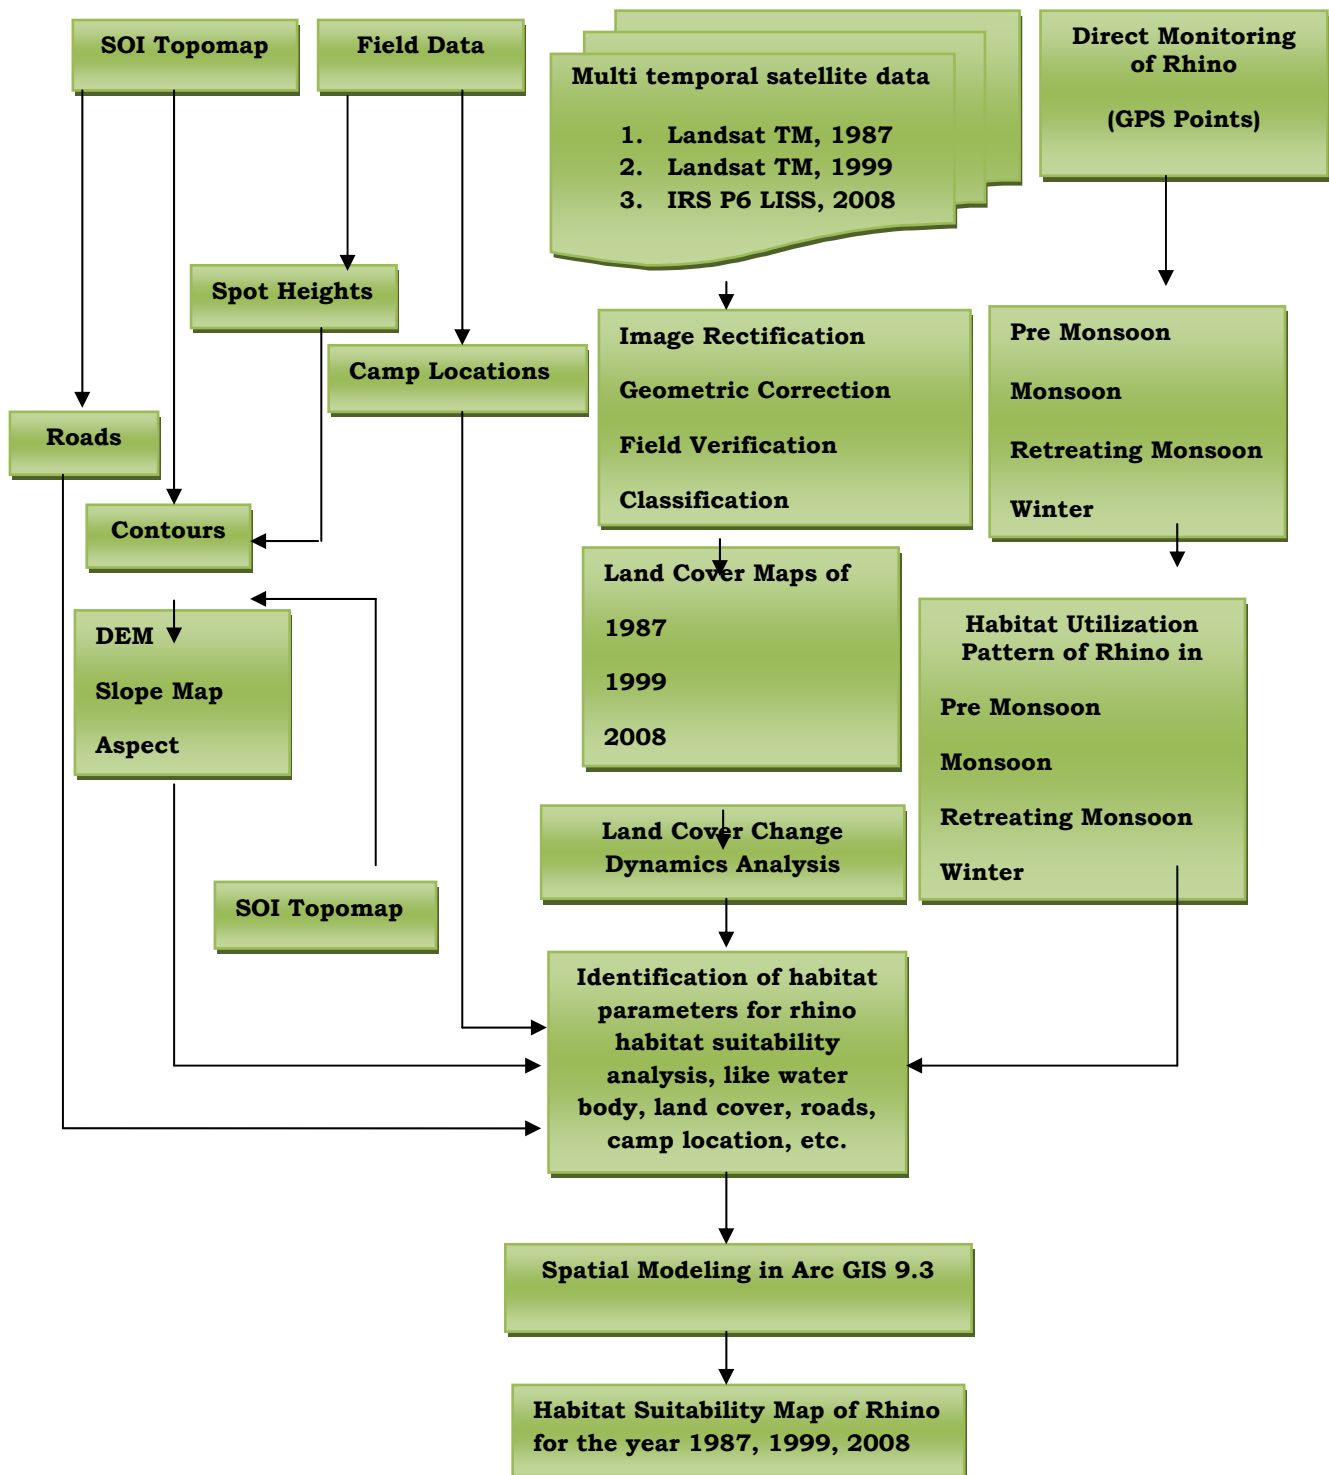 SOI Topomap
Field Data
Multi temporal satellite data
1. Landsat TM, 1987
2. Landsat TM, 1999
3. IRS P6 LISS, 2008
Direct Monitoring
of Rhino
(GPS Points)
Spot Heights
Camp Locations
Roads
Contours
Image Rectification
Geometric Correction
Field Verification
Classification
Pre Monsoon
Monsoon
Retreating Monsoon
Winter
DEM
Slope Map
Aspect
Land Cover Maps of
1987
1999
2008
Habitat Utilization
Pattern of Rhino in
Pre Monsoon
Monsoon
Retreating Monsoon
Winter
SOI Topomap
Land Cover Change
Dynamics Analysis
Identification of habitat
parameters for rhino
habitat suitability
analysis, like water
body, land cover, roads,
camp location, etc.
Spatial Modeling in Arc GIS 9.3
Habitat Suitability Map of Rhino
for the year 1987, 1999, 2008